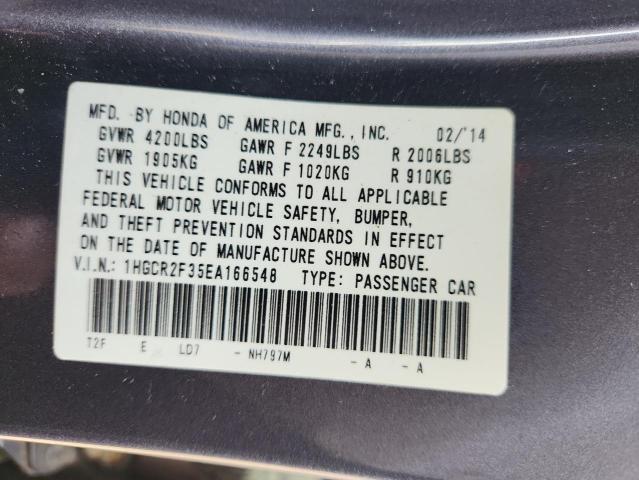 MFD. BY HONDA OF AMERICA MFG., INC. 02/'14
GVWR 4200LBS GAWR F 2249LBS R 2006LBS
GVWR 1905KG GAWR F 1020KG R 910KG
THIS VEHICLE CONFORMS TO ALL APPLICABLE
FEDERAL MOTOR VEHICLE SAFETY, BUMPER,
AND THEFT PREVENTION STANDARDS IN EFFECT
ON THE DATE OF MANUFACTURE SHOWN ABOVE.
V.I.N.: 1HGCR2F35EA166548 TYPE: PASSENGER CAR
T2F E LD7 - NH797M - A - A